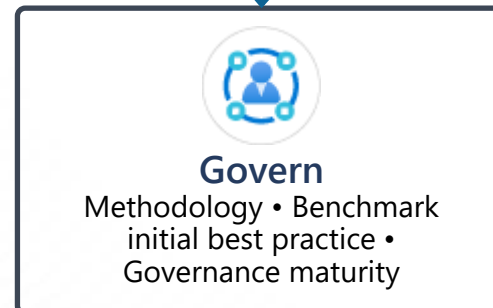 Govern
Methodology • Benchmark
initial best practice •
Governance maturity